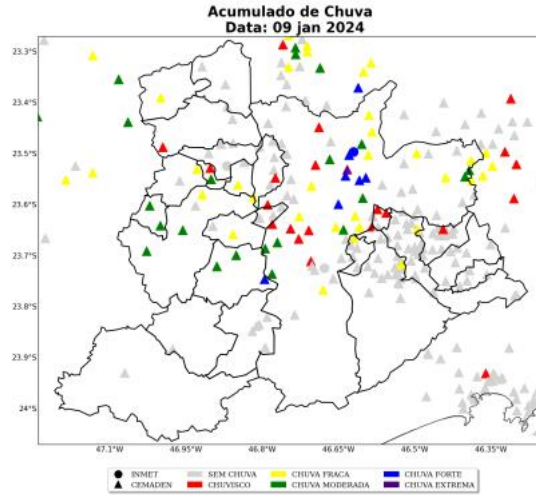 Acumulado de Chuva
Data: 09 jan 2024
23.3°S
23.4°S
23.5°S
23.6°S
23.7°S
23.8°S
23.9°S
24°S
47.1°W 46.95°W 46.8°W 46.65°W 46.5°W 46.35°W
INMET SEM CHUVA CHUVA FRACA CHUVA FORTE
CEMADEN CHUVISCO CHUVA MODERADA CHUVA EXTREMA